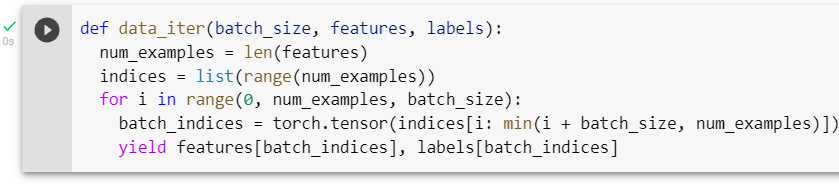 def data_iter(batch_size, features, labels):
  num_examples = len(features)
  indices = list(range(num_examples))
  for i in range(0, num_examples, batch_size):
    batch_indices = torch.tensor(indices[i: min(i + batch_size, num_examples)])
    yield features[batch_indices], labels[batch_indices]
0s